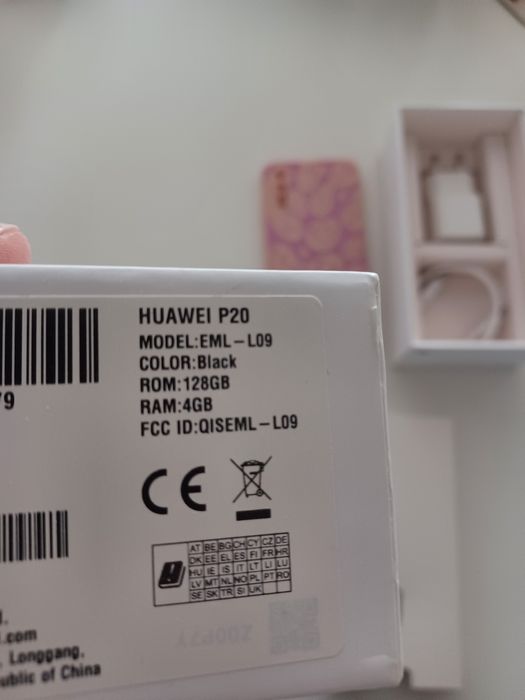 HUAWEI P20
MODEL:EML-L09
COLOR:Black
ROM:128GB
RAM:4GB
FCC ID:QISEML-L09
79
CE
AT BE BG CH CY CZ DE
DK EE EL ES FI FR HR
HU IE IS IT LT LI LU
LV MT NL NO PL PT RO
SE SK TR SI UK
.com
, Longgang,
ublic of China